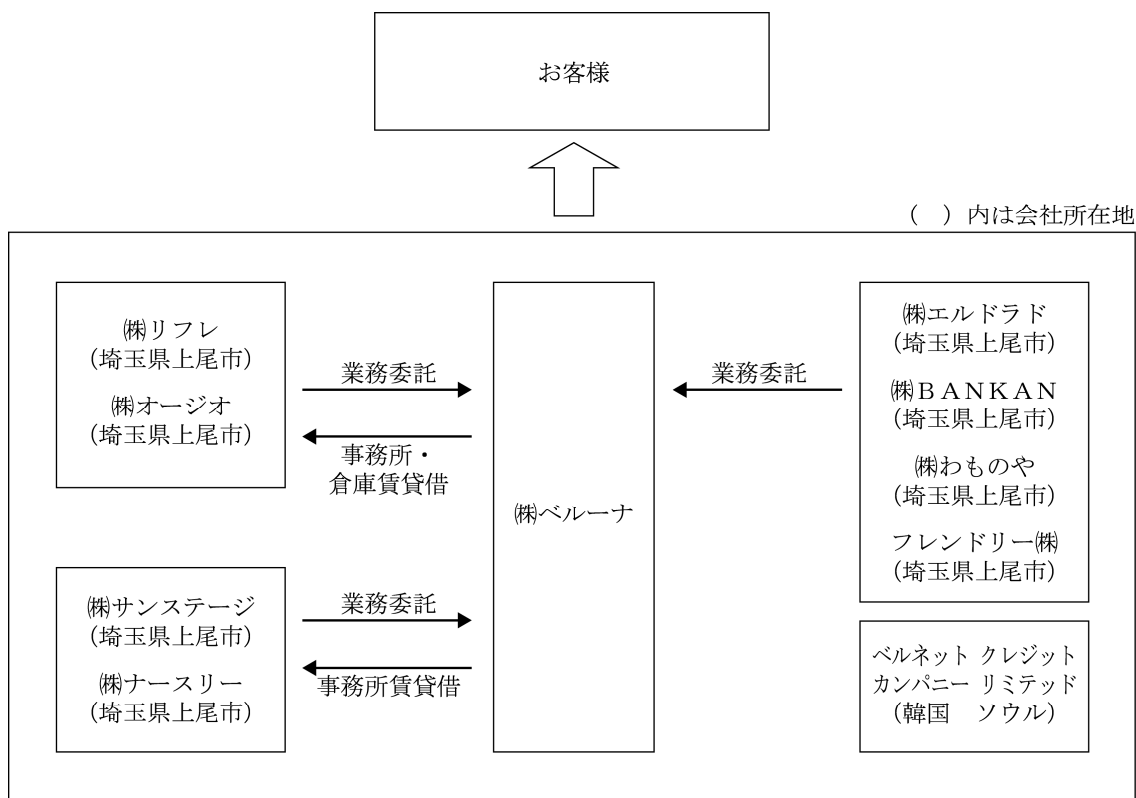 お客様
（　）内は会社所在地
㈱リフレ
（埼玉県上尾市）
㈱オージオ
（埼玉県上尾市）
業務委託
事務所・
倉庫賃貸借
㈱サンステージ
（埼玉県上尾市）
㈱ナースリー
（埼玉県上尾市）
業務委託
事務所賃貸借
㈱ベルーナ
業務委託
㈱エルドラド
（埼玉県上尾市）
㈱ＢＡＮＫＡＮ
（埼玉県上尾市）
㈱わものや
（埼玉県上尾市）
フレンドリー㈱
（埼玉県上尾市）
ベルネット クレジット
カンパニー リミテッド
（韓国　ソウル）